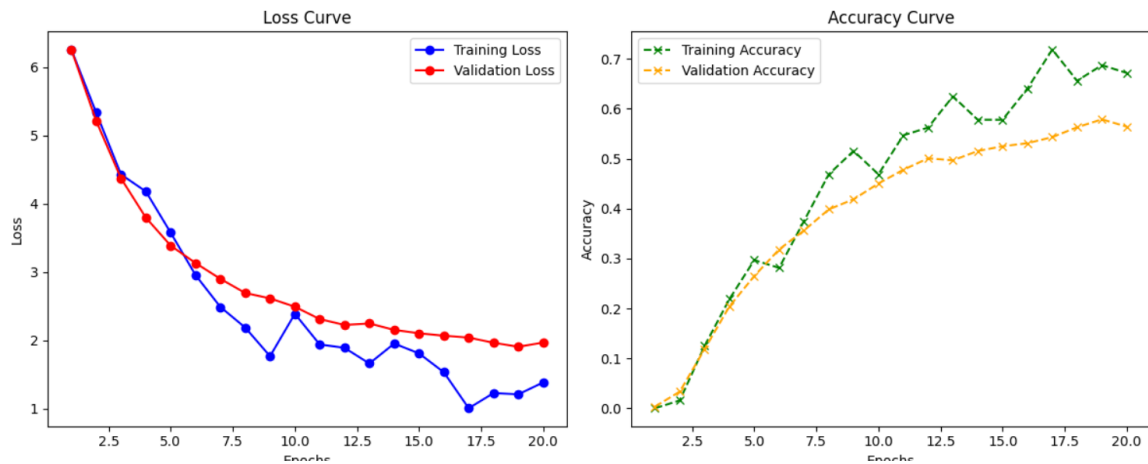 Loss Curve
Training Loss
Validation Loss
6
5
4
3
2
1
Loss
2.5 5.0 7.5 10.0 12.5 15.0 17.5 20.0
Epochs
Accuracy Curve
Training Accuracy
Validation Accuracy
0.7
0.6
0.5
0.4
0.3
0.2
0.1
0.0
Accuracy
2.5 5.0 7.5 10.0 12.5 15.0 17.5 20.0
Epochs